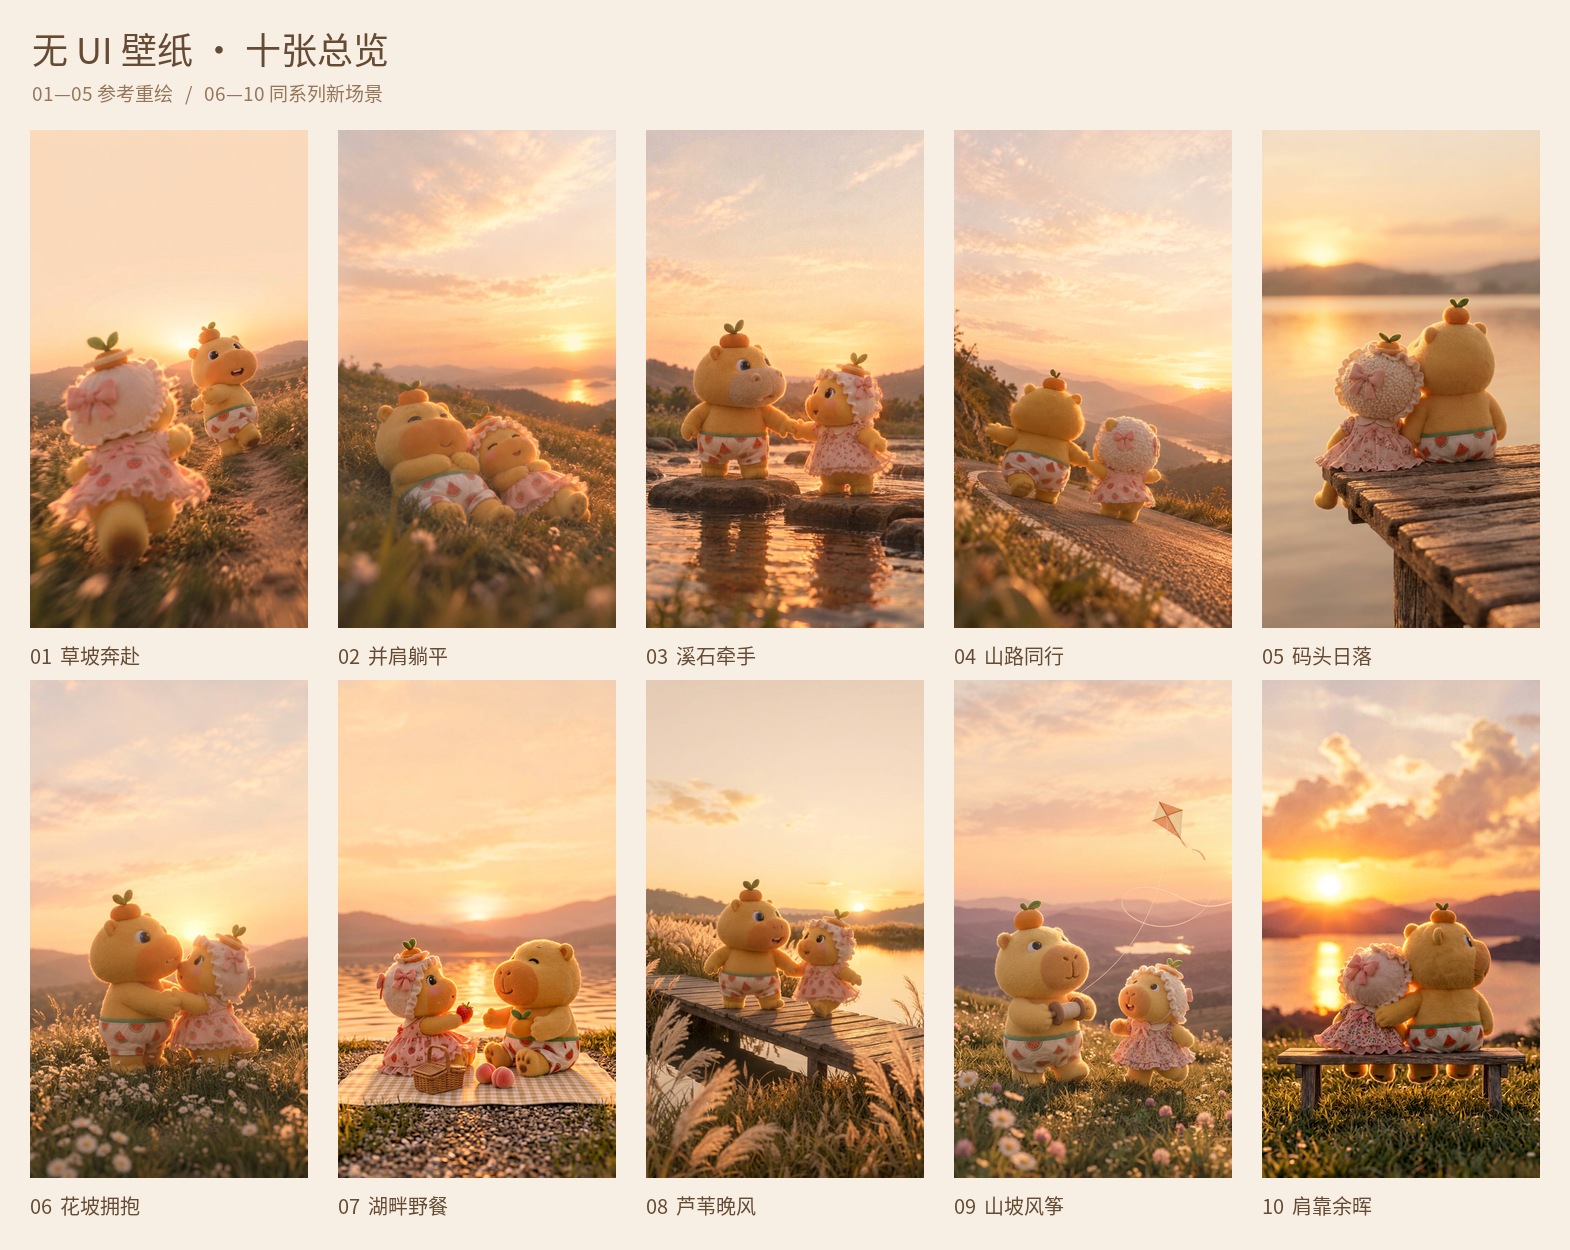 无 UI 壁纸 · 十张总览
01—05 参考重绘 / 06—10 同系列新场景
01 草坡奔赴
02 并肩躺平
03 溪石牵手
04 山路同行
05 码头日落
06 花坡拥抱
07 湖畔野餐
08 芦苇晚风
09 山坡风筝
10 肩靠余晖